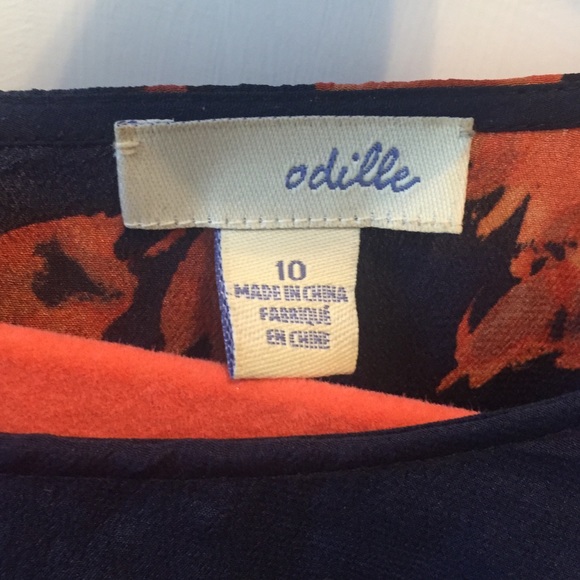 odille
10
MADE IN CHINA
FABRIQUÉ
EN CHINE